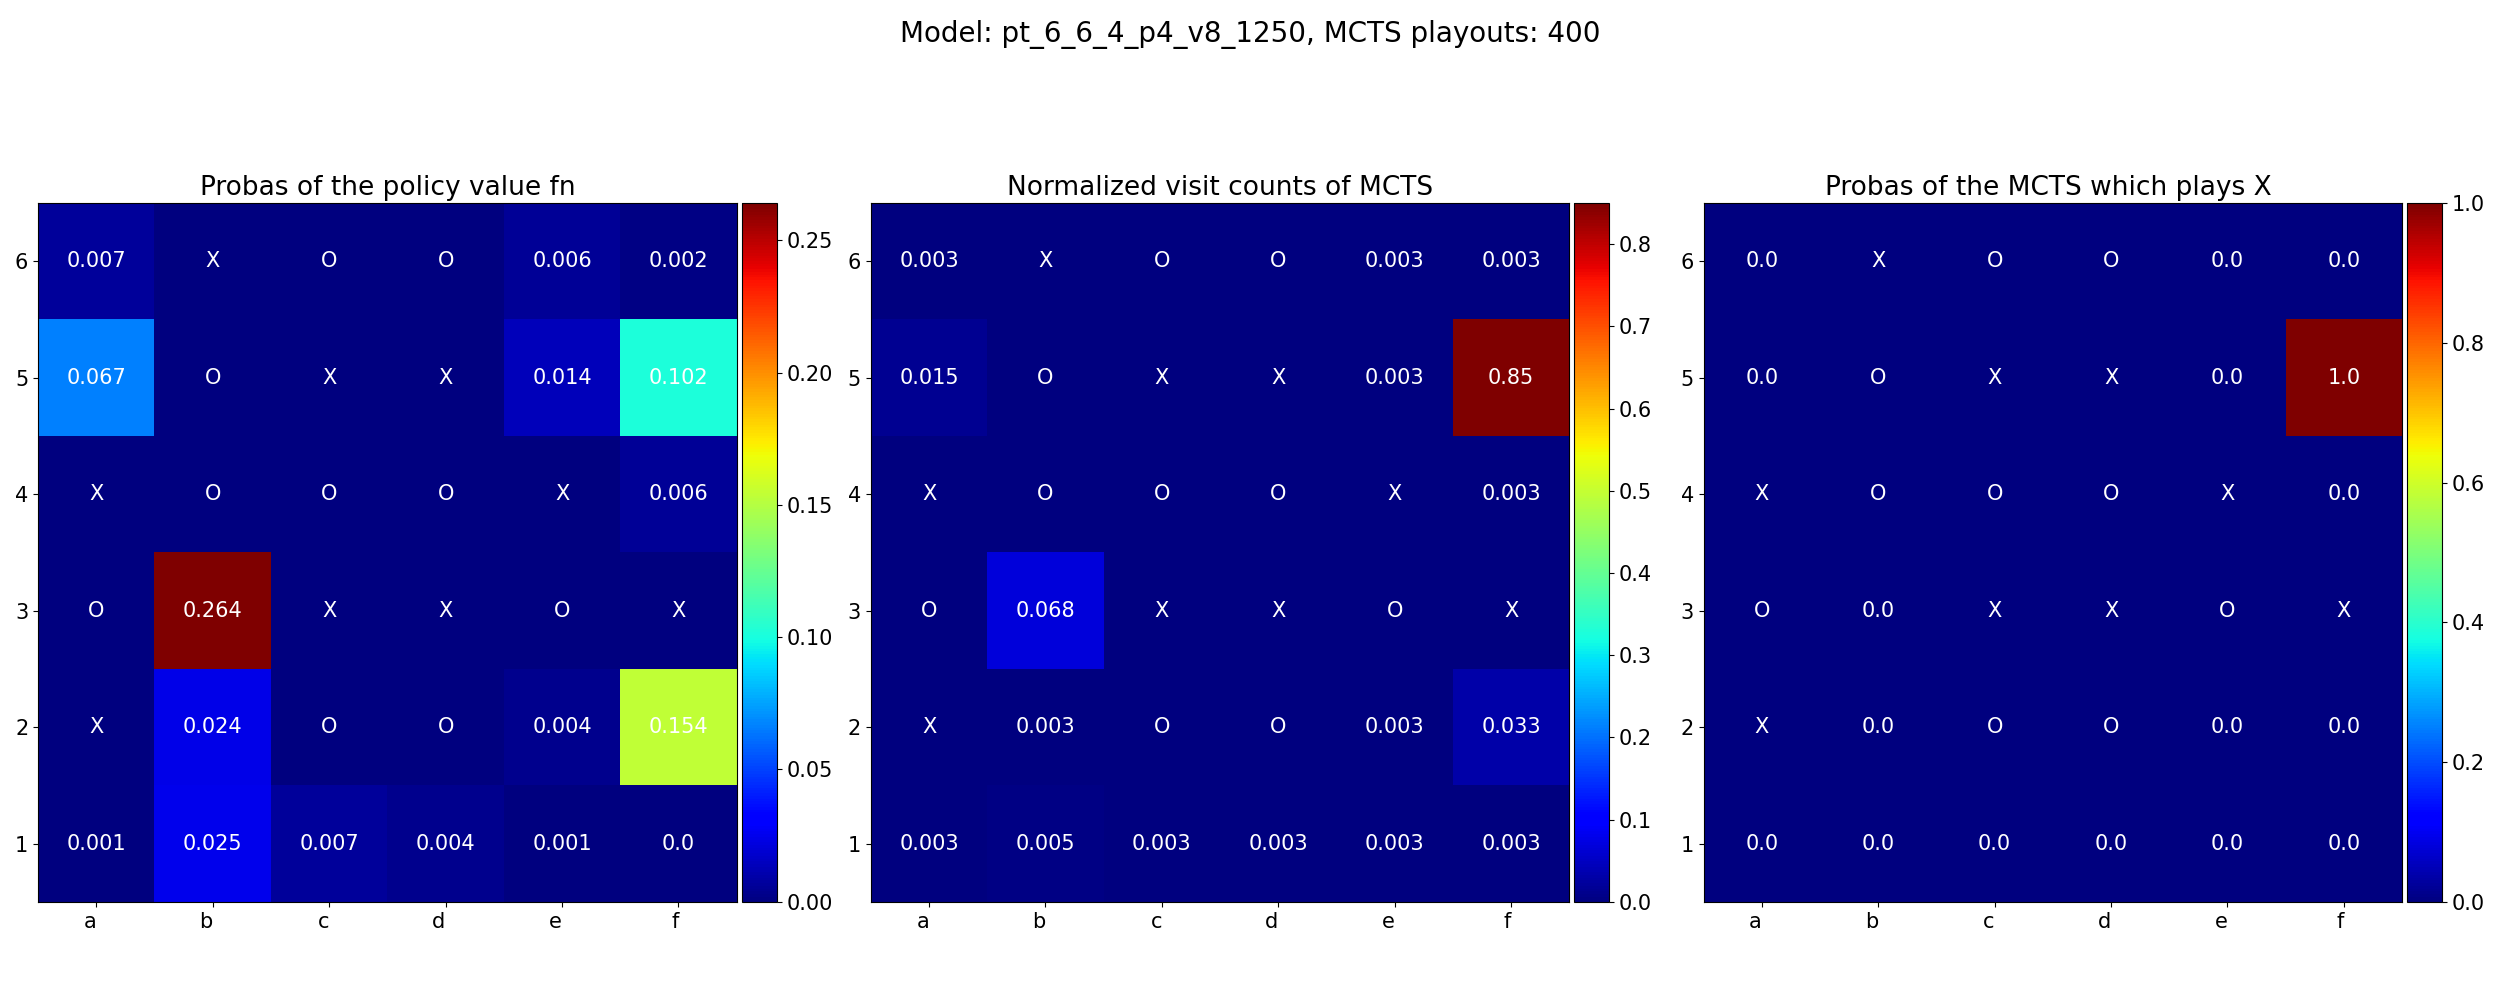 Model: pt_6_6_4_p4_v8_1250, MCTS playouts: 400
Probas of the policy value fn
6 0.007 X O O 0.006 0.002
5 0.067 O X X 0.014 0.102
4 X O O O X 0.006
3 O 0.264 X X O X
2 X 0.024 O O 0.004 0.154
1 0.001 0.025 0.007 0.004 0.001 0.0
a b c d e f
0.25
0.20
0.15
0.10
0.05
0.00
Normalized visit counts of MCTS
6 0.003 X O O 0.003 0.003
5 0.015 O X X 0.003 0.85
4 X O O O X 0.003
3 O 0.068 X X O X
2 X 0.003 O O 0.003 0.033
1 0.003 0.005 0.003 0.003 0.003 0.003
a b c d e f
0.8
0.7
0.6
0.5
0.4
0.3
0.2
0.1
0.0
Probas of the MCTS which plays X
6 0.0 X O O 0.0 0.0
5 0.0 O X X 0.0 1.0
4 X O O O X 0.0
3 O 0.0 X X O X
2 X 0.0 O O 0.0 0.0
1 0.0 0.0 0.0 0.0 0.0 0.0
a b c d e f
1.0
0.8
0.6
0.4
0.2
0.0